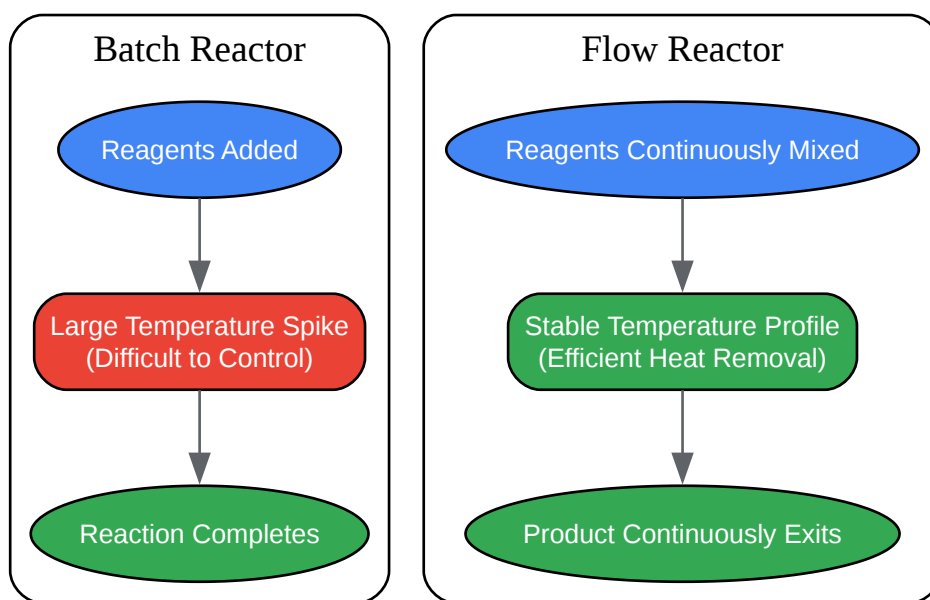 Batch Reactor
Reagents Added
Large Temperature Spike
(Difficult to Control)
Reaction Completes
Flow Reactor
Reagents Continuously Mixed
Stable Temperature Profile
(Efficient Heat Removal)
Product Continuously Exits